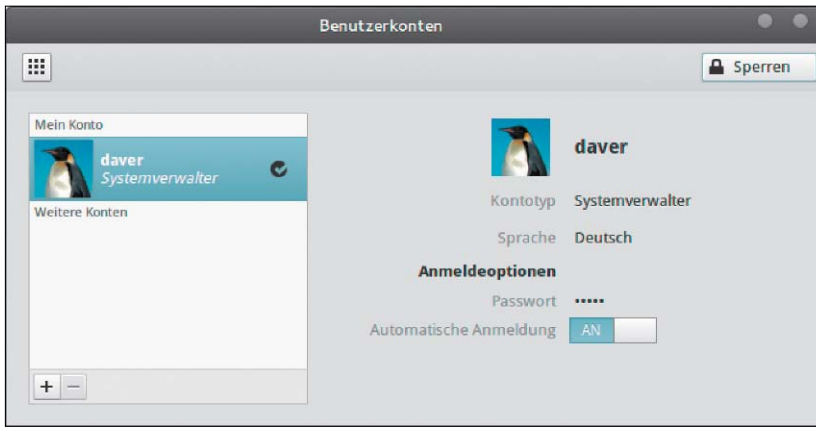 Benutzerkonten
Sperren
Mein Konto
daver
Systemverwalter
Weitere Konten
daver
Kontotyp Systemverwalter
Sprache Deutsch
Anmeldeoptionen
Passwort •••••
Automatische Anmeldung AN